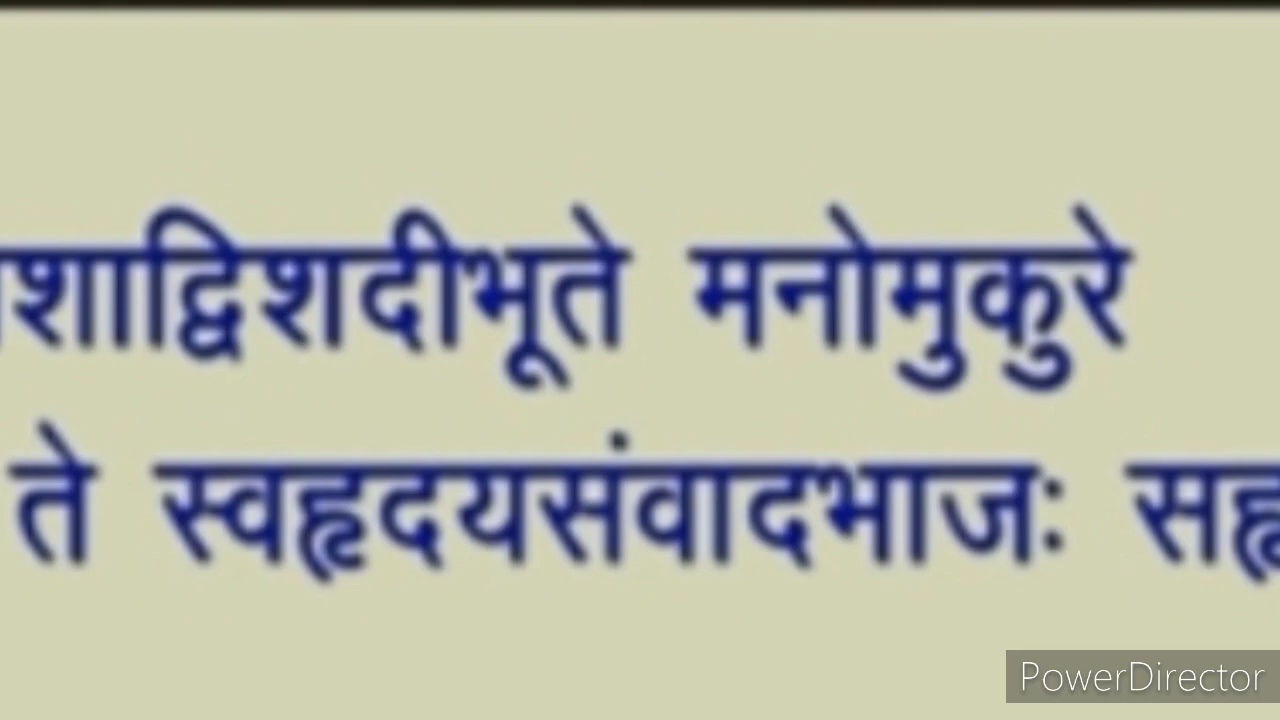 शाद्विशदीभूते मनोमुकुरे
ते स्वहृदयसंवादभाजः
PowerDirector